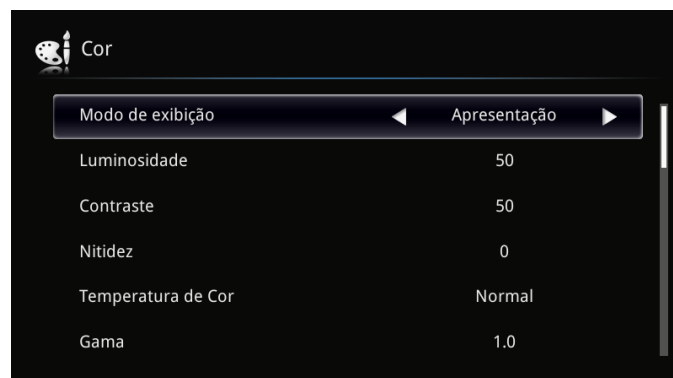 Cor
Modo de exibição Apresentação
Luminosidade 50
Contraste 50
Nitidez 0
Temperatura de Cor Normal
Gama 1.0